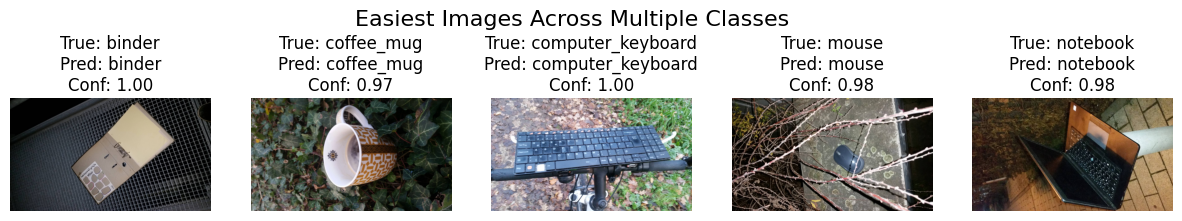 Easiest Images Across Multiple Classes
True: binder
Pred: binder
Conf: 1.00
True: coffee_mug
Pred: coffee_mug
Conf: 0.97
True: computer_keyboard
Pred: computer_keyboard
Conf: 1.00
True: mouse
Pred: mouse
Conf: 0.98
True: notebook
Pred: notebook
Conf: 0.98